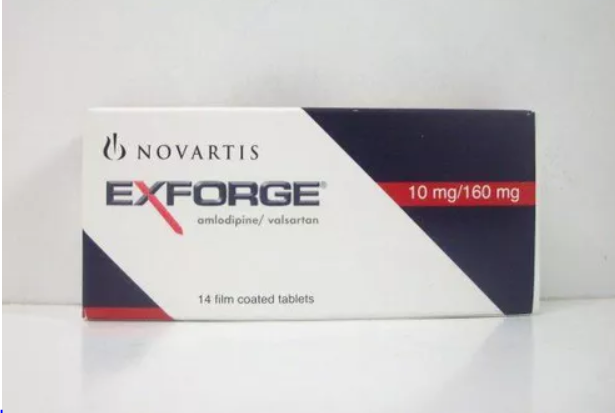 NOVARTIS
EXFORGE®
amlodipine/ valsartan
10 mg/160 mg
14 film coated tablets